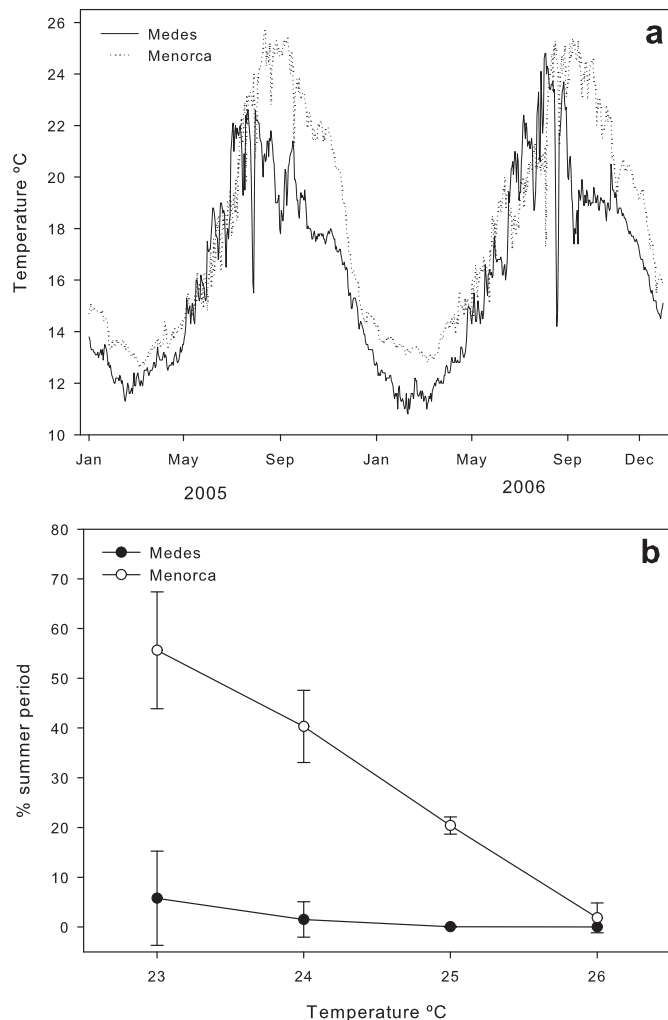 26
24
22
20
18
16
14
12
10
Temperature ºC
Medes
Menorca
a
Jan May Sep Jan May Sep Dec
2005 2006
80
70
60
50
40
30
20
10
0
% summer period
Medes
Menorca
b
23 24 25 26
Temperature ºC